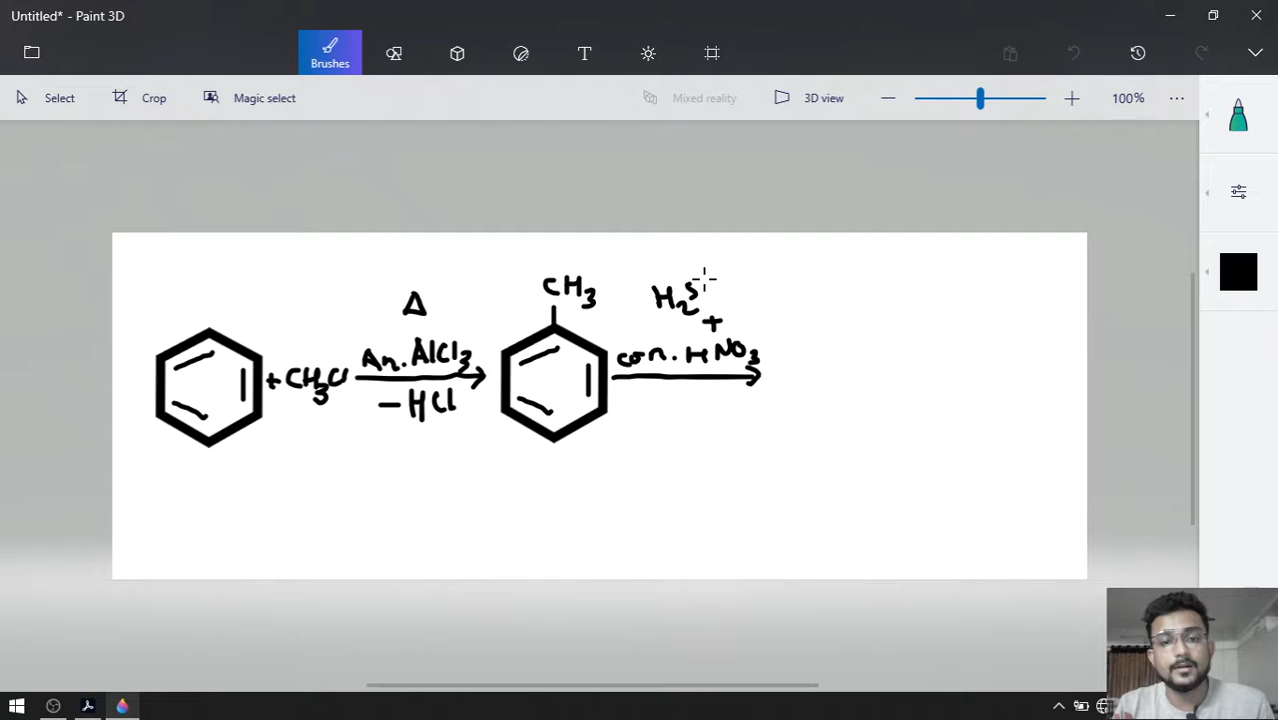 Untitled* - Paint 3D
Brushes
Select
Crop
Magic select
Mixed reality
3D view
100%
Δ
An. AlCl3
+ CH3Cl
- HCl
CH3
H2S
+
con. HNO3